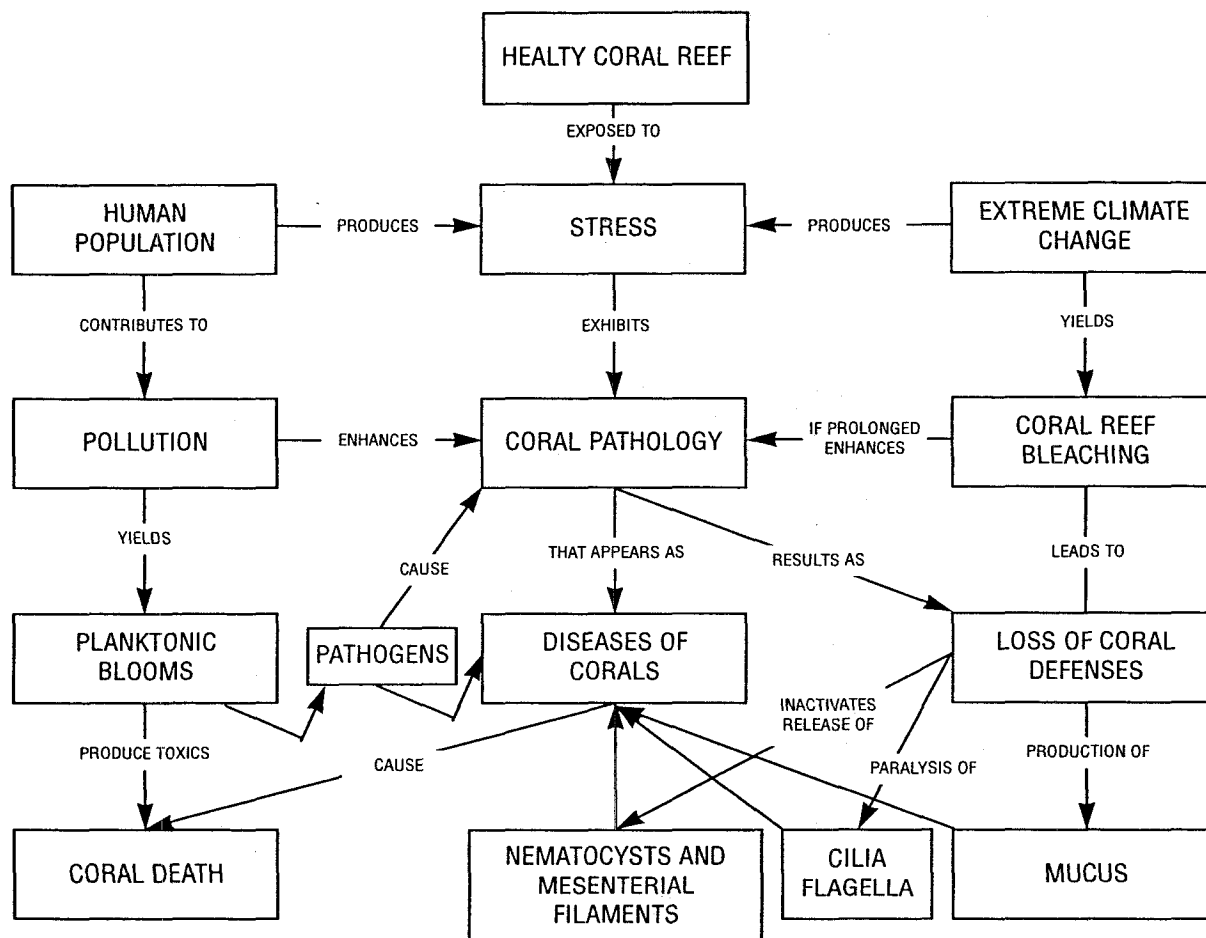 HEALTY CORAL REEF
EXPOSED TO
HUMAN
POPULATION
PRODUCES
STRESS
PRODUCES
EXTREME CLIMATE
CHANGE
CONTRIBUTES TO
EXHIBITS
YIELDS
POLLUTION
ENHANCES
CORAL PATHOLOGY
IF PROLONGED
ENHANCES
CORAL REEF
BLEACHING
YIELDS
CAUSE
THAT APPEARS AS
RESULTS AS
LEADS TO
PLANKTONIC
BLOOMS
PATHOGENS
DISEASES OF
CORALS
LOSS OF CORAL
DEFENSES
PRODUCE TOXICS
CAUSE
INACTIVATES
RELEASE OF
PARALYSIS OF
PRODUCTION OF
CORAL DEATH
NEMATOCYSTS AND
MESENTERIAL
FILAMENTS
CILIA
FLAGELLA
MUCUS